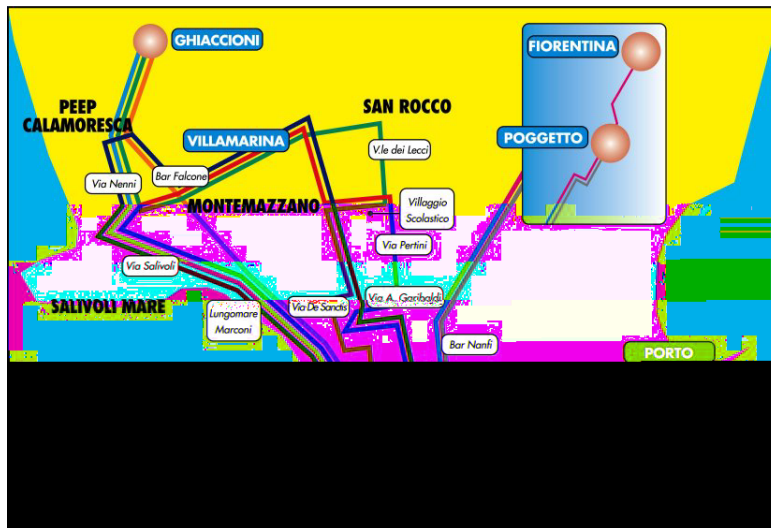 GHIACCIONI
FIORENTINA
PEEP
CALAMORESCA
SAN ROCCO
VILLAMARINA
POGGETTO
V.le dei Lecci
Bar Falcone
Via Nenni
MONTEMAZZANO
Villaggio
Scolastico
Via Pertini
Via Salivoli
SALIVOLI MARE
Via De Sanctis
Via A. Garibaldi
Lungomare
Marconi
Bar Nanfi
PORTO